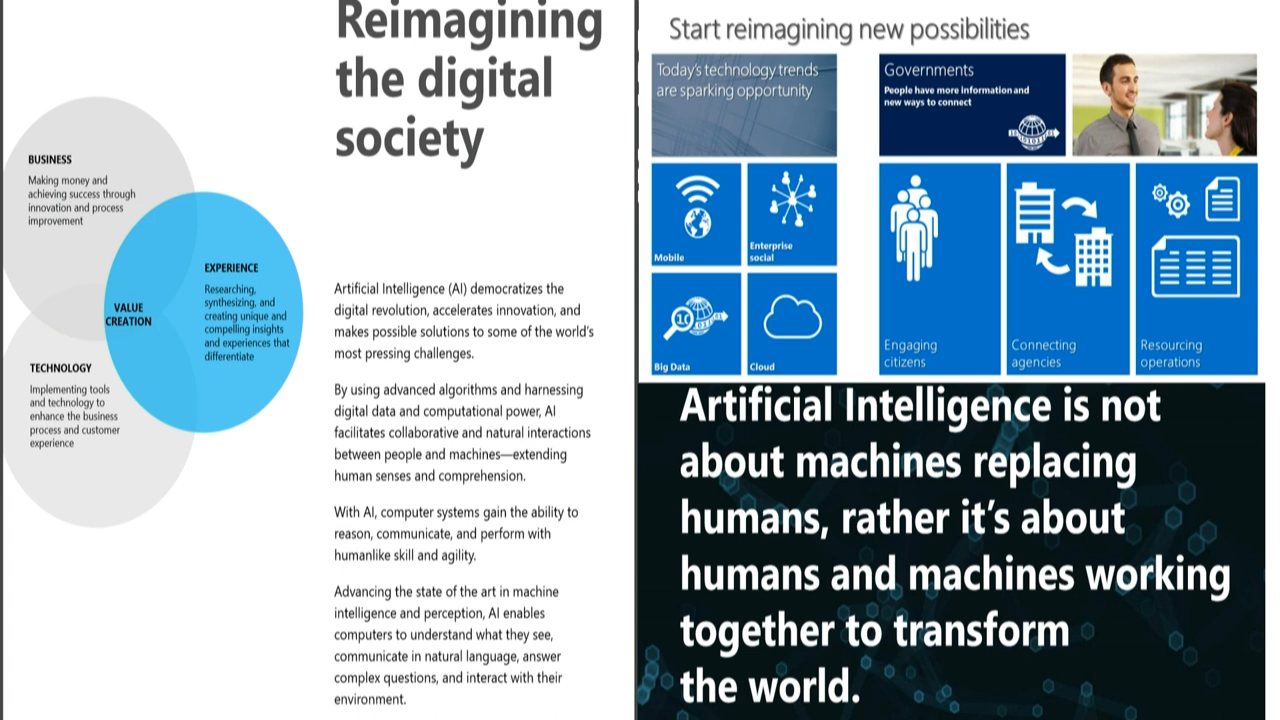 Reimagining
the digital
society
BUSINESS
Making money and
achieving success through
innovation and process
improvement
EXPERIENCE
Researching,
synthesizing, and
creating unique and
compelling insights
and experiences that
differentiate
VALUE
CREATION
TECHNOLOGY
Implementing tools
and technology to
enhance the business
process and customer
experience
Artificial Intelligence (AI) democratizes the
digital revolution, accelerates innovation, and
makes possible solutions to some of the world's
most pressing challenges.
By using advanced algorithms and harnessing
digital data and computational power, AI
facilitates collaborative and natural interactions
between people and machines—extending
human senses and comprehension.
With AI, computer systems gain the ability to
reason, communicate, and perform with
humanlike skill and agility.
Advancing the state of the art in machine
intelligence and perception, AI enables
computers to understand what they see,
communicate in natural language, answer
complex questions, and interact with their
environment.
Start reimagining new possibilities
Today's technology trends
are sparking opportunity
Mobile
Enterprise
social
Big Data
Cloud
Governments
People have more information and
new ways to connect
Engaging
citizens
Connecting
agencies
Resourcing
operations
Artificial Intelligence is not
about machines replacing
humans, rather it's about
humans and machines working
together to transform
the world.